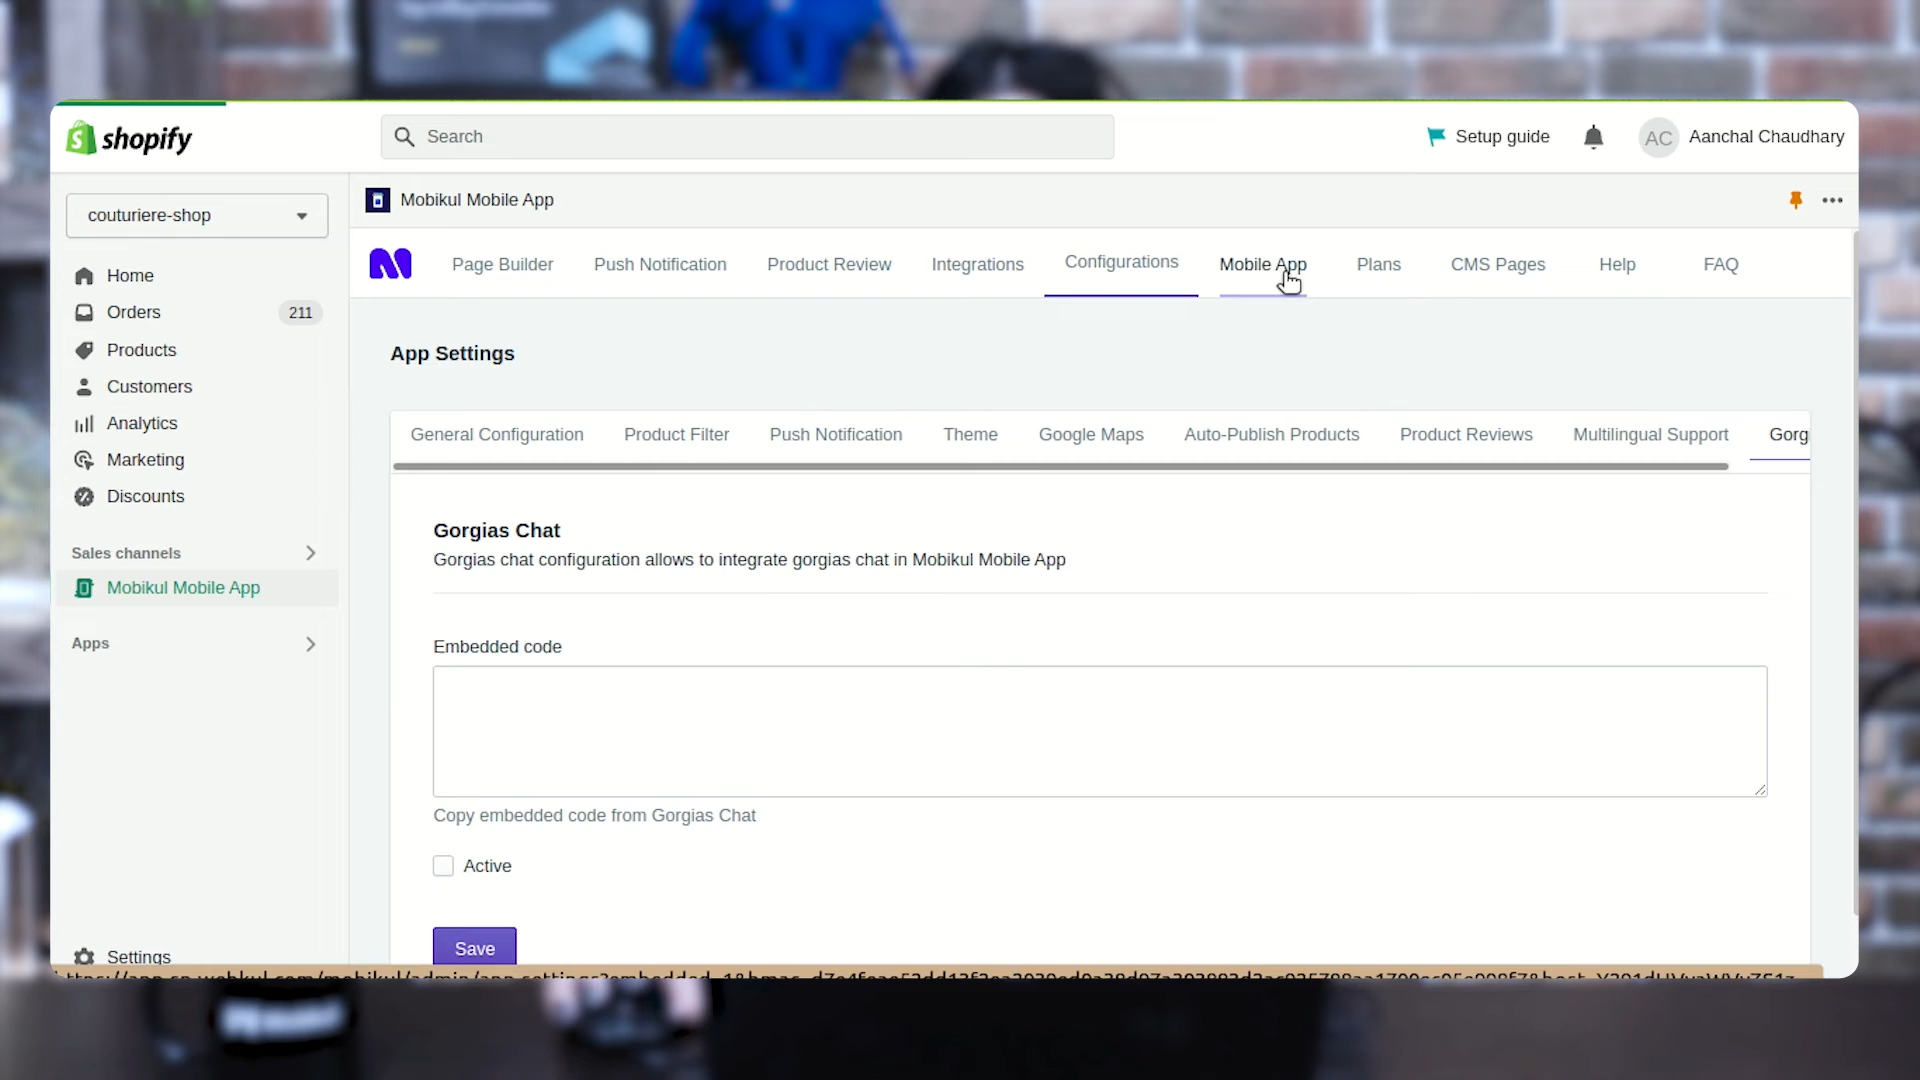 shopify
Search
Setup guide
AC
Aanchal Chaudhary
couturiere-shop
Mobikul Mobile App
Home
Orders
211
Products
Customers
Analytics
Marketing
Discounts
Sales channels
Mobikul Mobile App
Apps
Settings
Page Builder
Push Notification
Product Review
Integrations
Configurations
Mobile App
Plans
CMS Pages
Help
FAQ
App Settings
General Configuration
Product Filter
Push Notification
Theme
Google Maps
Auto-Publish Products
Product Reviews
Multilingual Support
Gorg
Gorgias Chat
Gorgias chat configuration allows to integrate gorgias chat in Mobikul Mobile App
Embedded code
Copy embedded code from Gorgias Chat
Active
Save